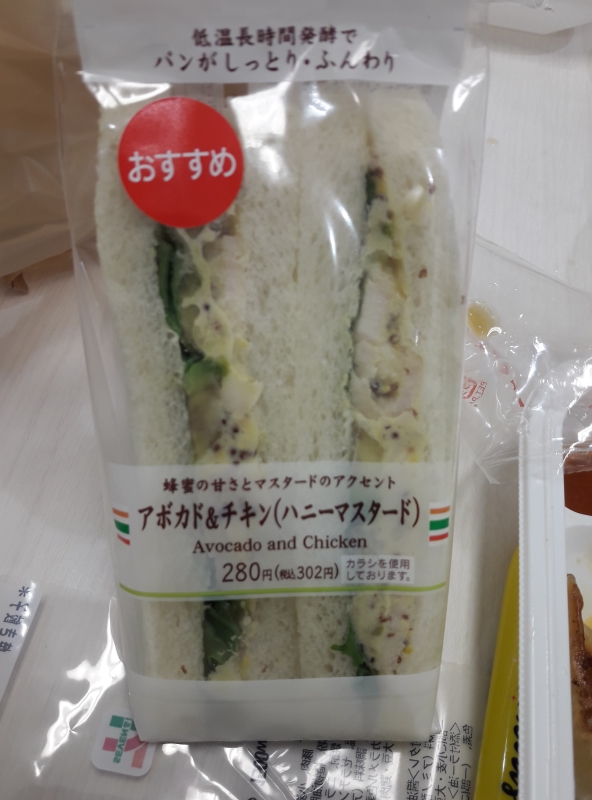 低温長時間発酵で
パンがしっとり・ふんわり
おすすめ
蜂蜜の甘さとマスタードのアクセント
アボカド&チキン(ハニーマスタード)
Avocado and Chicken
280円(税込302円)
カラシを使用
しております。
SEVEN&i